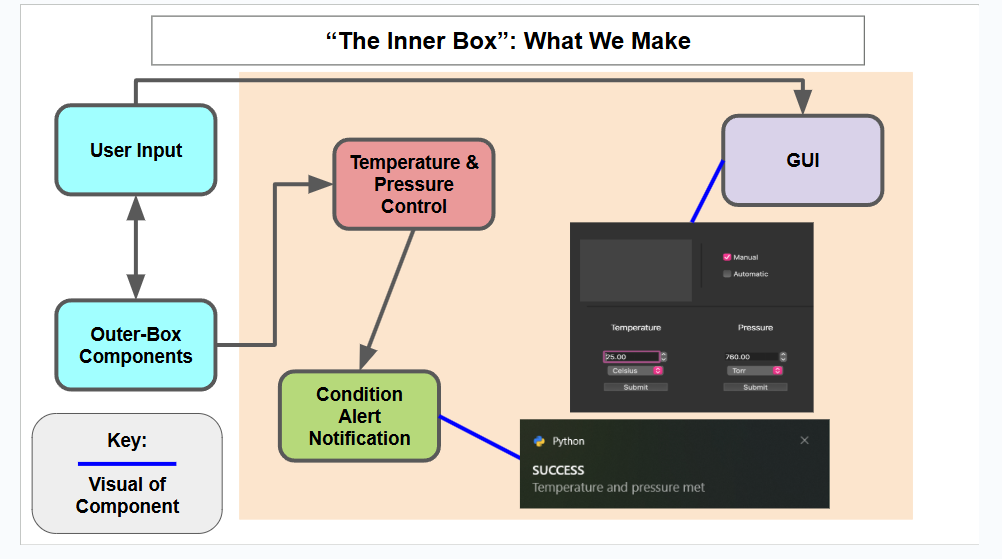 “The Inner Box”: What We Make
User Input
Temperature &
Pressure
Control
GUI
Manual
Automatic
Outer-Box
Components
Temperature
Pressure
25.00
760.00
Celsius
Torr
Submit
Submit
Condition
Alert
Notification
Key:
Visual of
Component
Python
SUCCESS
Temperature and pressure met